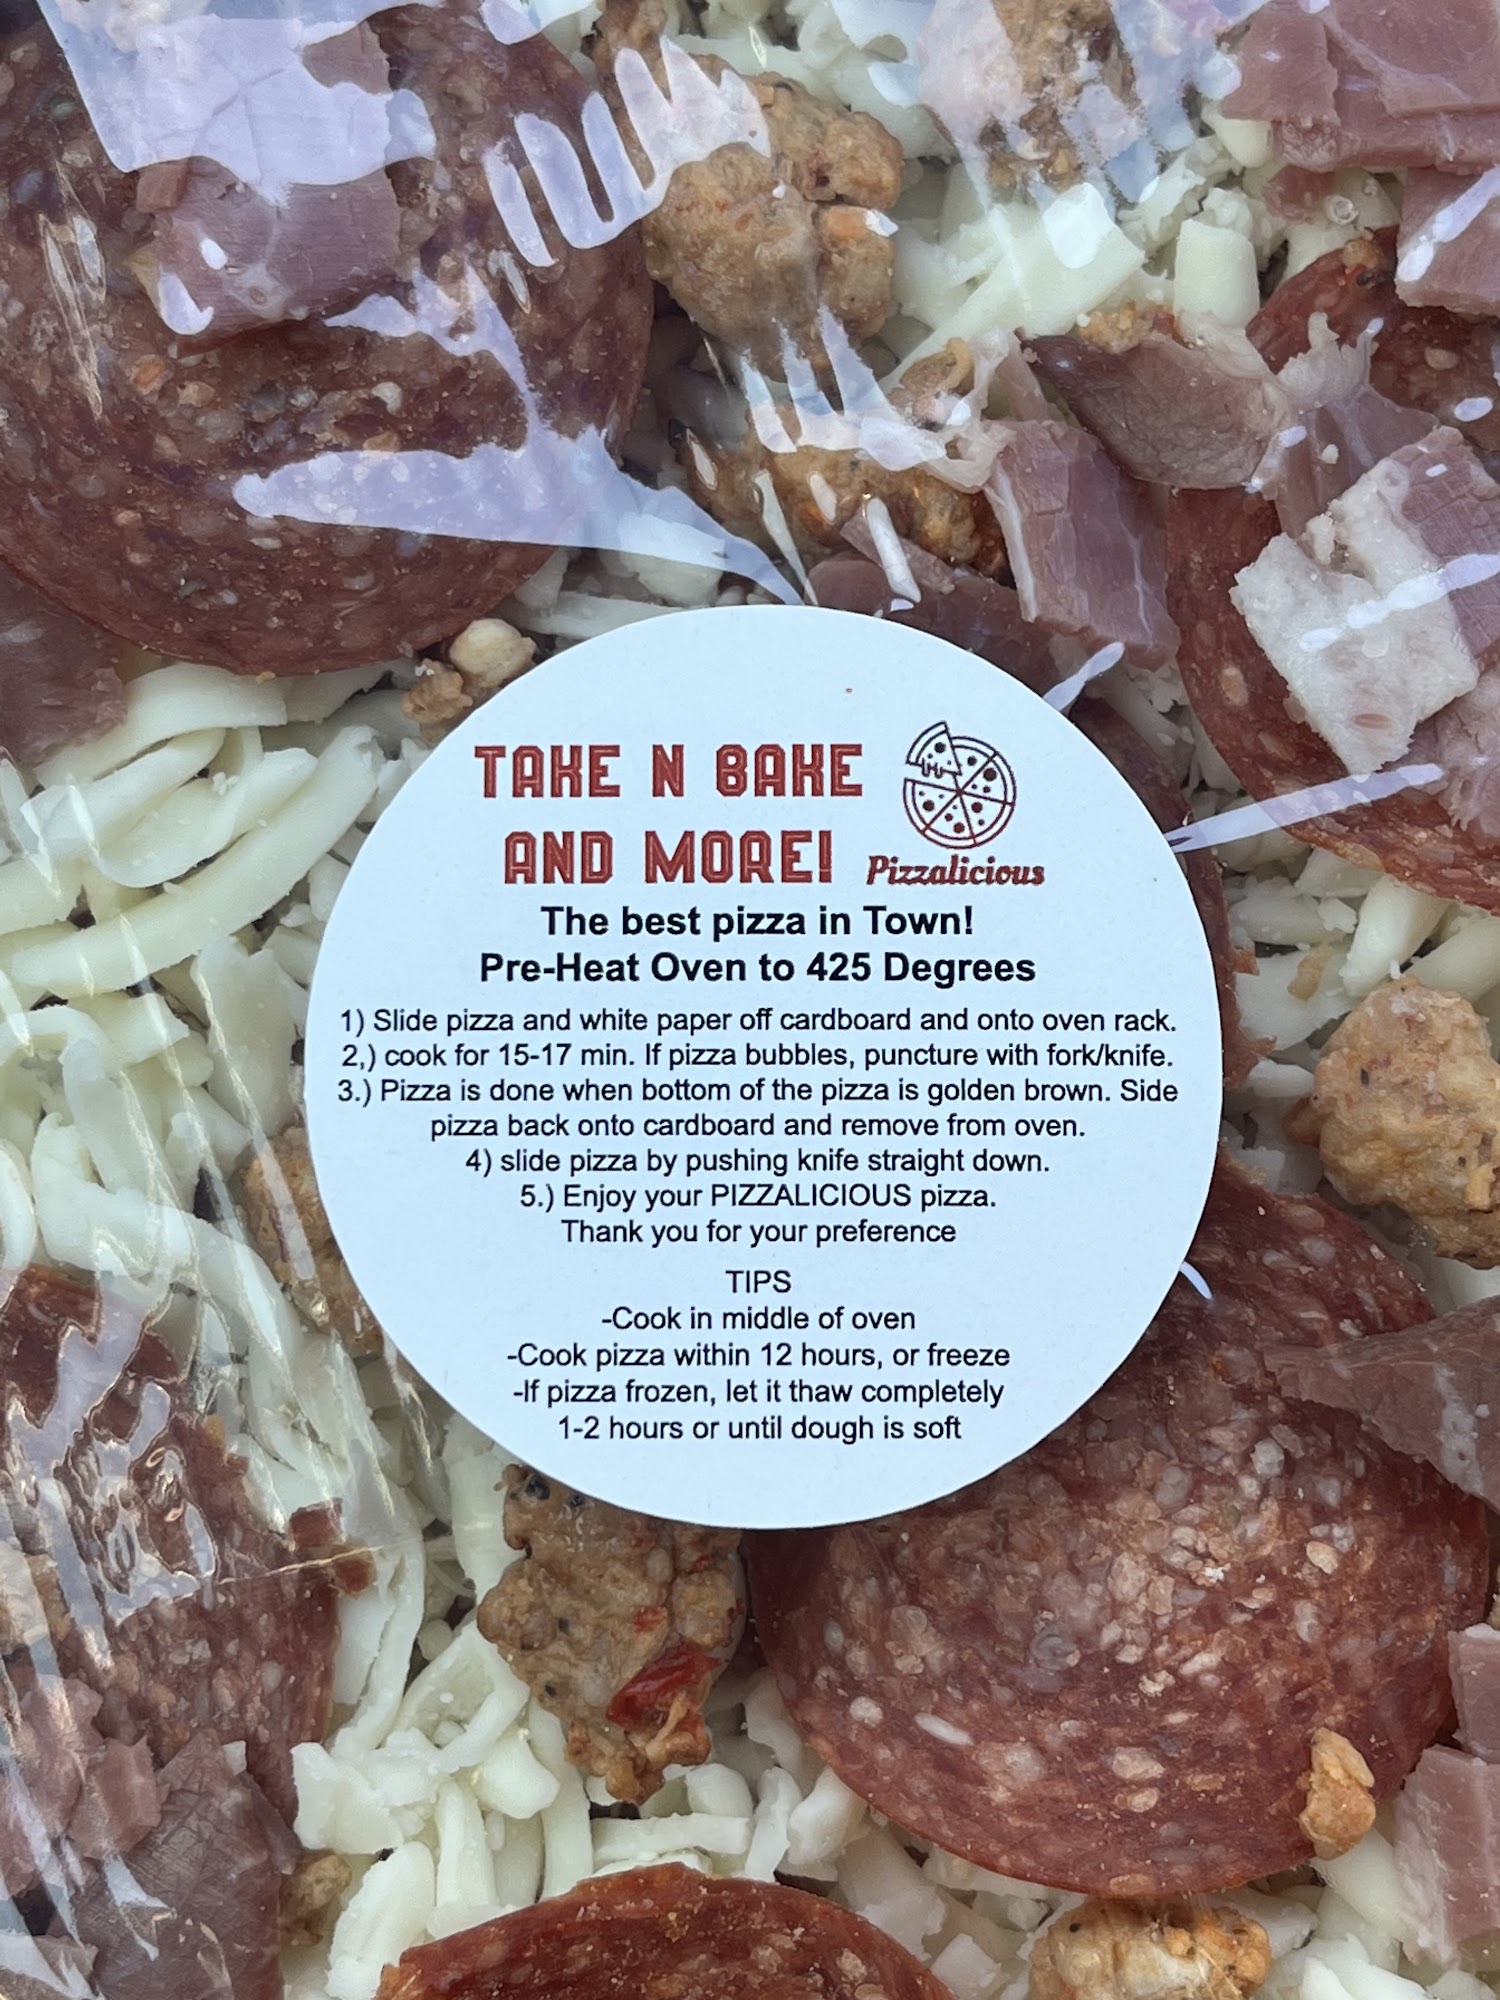 TAKE N BAKE
AND MORE!
Pizzalicious
The best pizza in Town!
Pre-Heat Oven to 425 Degrees
1) Slide pizza and white paper off cardboard and onto oven rack.
2,) cook for 15-17 min. If pizza bubbles, puncture with fork/knife.
3.) Pizza is done when bottom of the pizza is golden brown. Side
pizza back onto cardboard and remove from oven.
4) slide pizza by pushing knife straight down.
5.) Enjoy your PIZZALICIOUS pizza.
Thank you for your preference
TIPS
-Cook in middle of oven
-Cook pizza within 12 hours, or freeze
-If pizza frozen, let it thaw completely
1-2 hours or until dough is soft